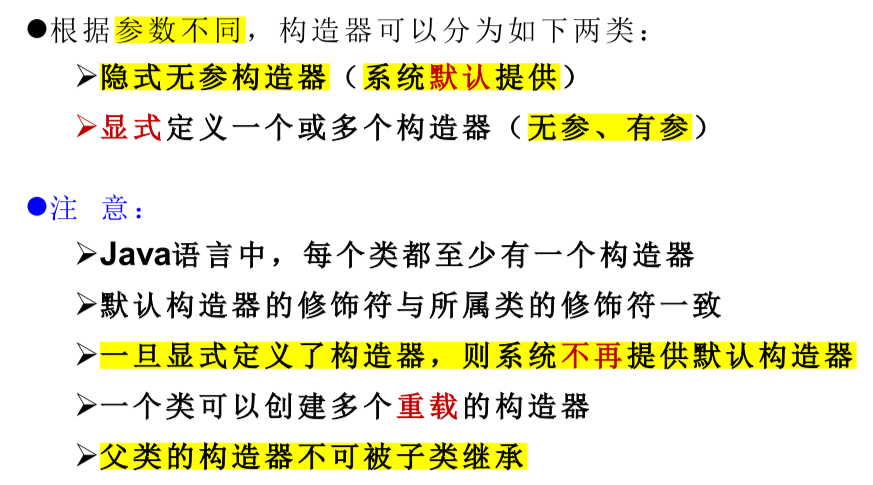 ●根据参数不同，构造器可以分为如下两类：
➢隐式无参构造器（系统默认提供）
➢显式定义一个或多个构造器（无参、有参）
●注 意：
➢Java语言中，每个类都至少有一个构造器
➢默认构造器的修饰符与所属类的修饰符一致
➢一旦显式定义了构造器，则系统不再提供默认构造器
➢一个类可以创建多个重载的构造器
➢父类的构造器不可被子类继承